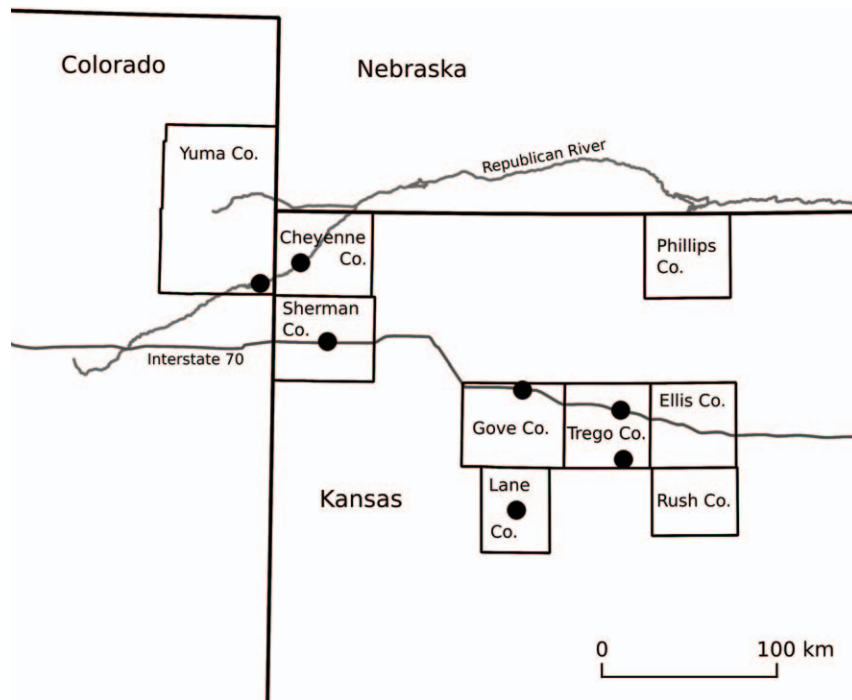 Colorado
Nebraska
Yuma Co.
Republican River
Cheyenne
Co.
Phillips
Co.
Sherman
Co.
Interstate 70
Gove Co.
Trego Co.
Ellis Co.
Kansas
Lane
Co.
Rush Co.
0
100 km